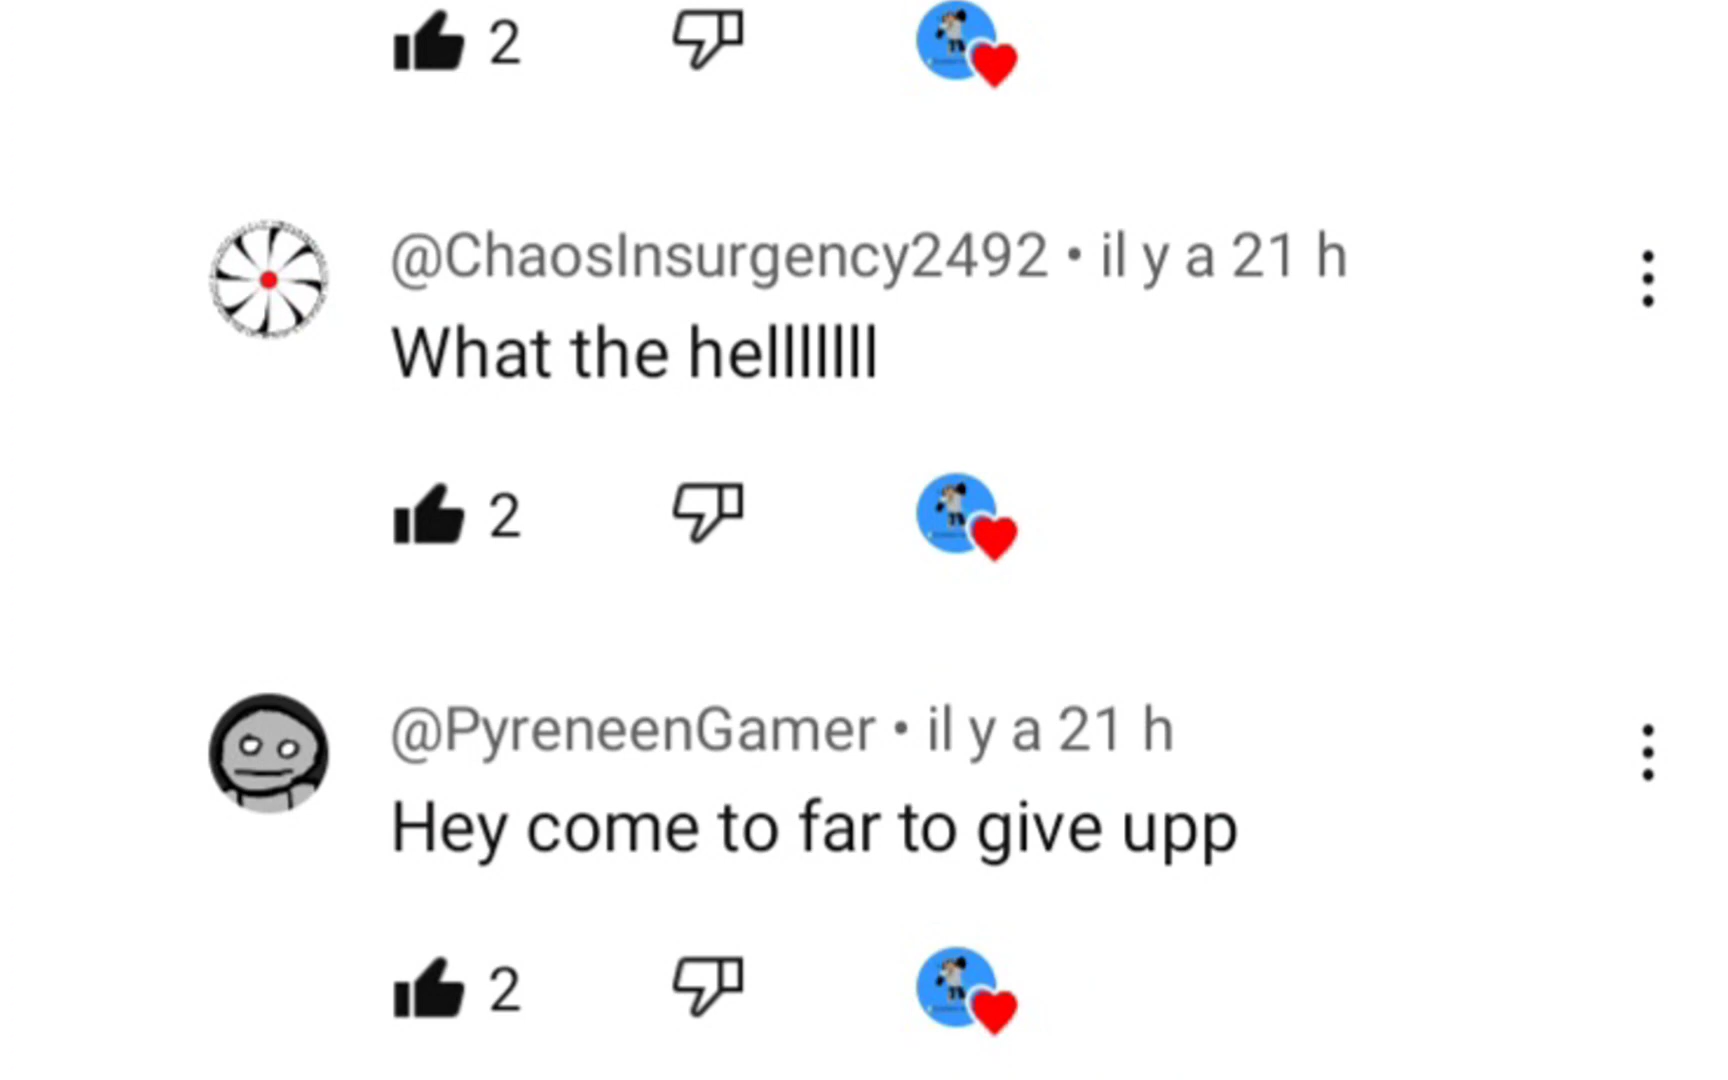 2
@ChaosInsurgency2492 • il y a 21 h
What the helllllll
2
@PyreneenGamer • il y a 21 h
Hey come to far to give upp
2